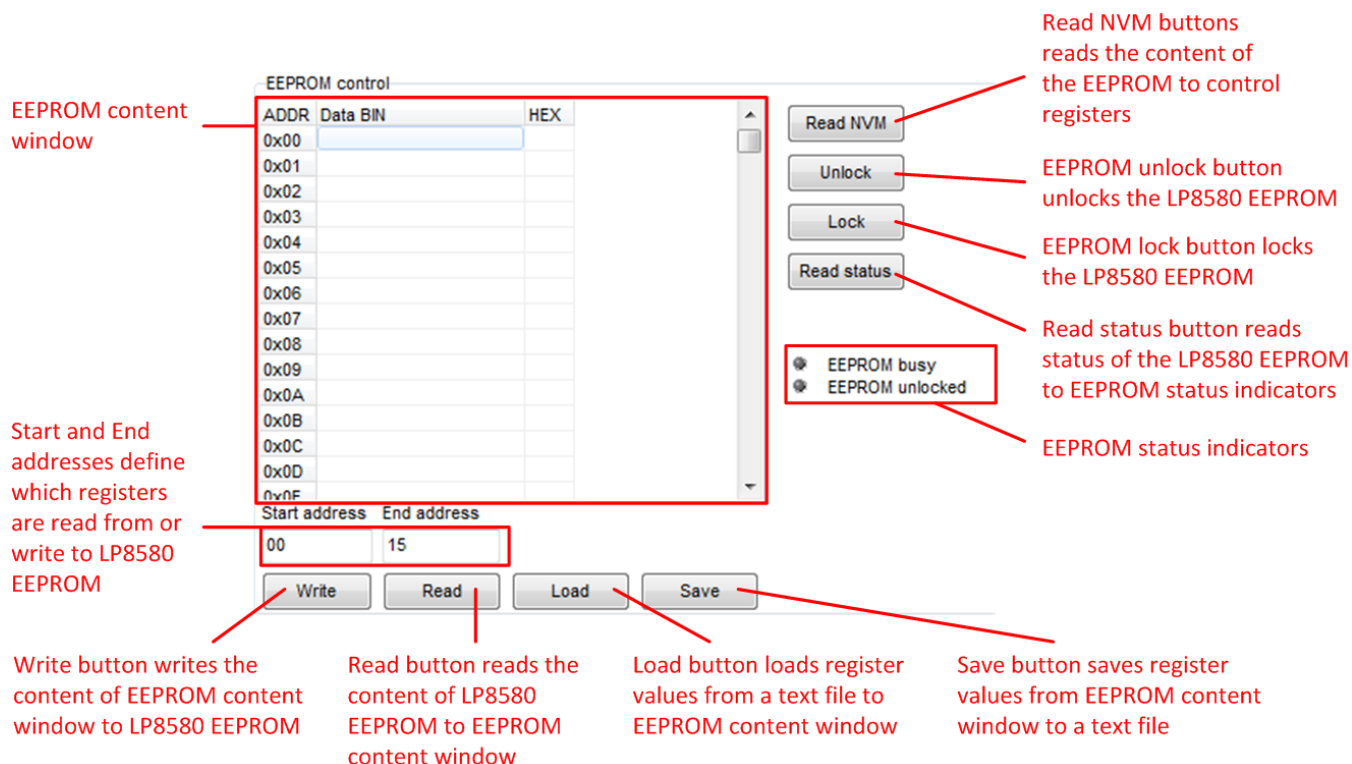 Read NVM buttons
reads the content of
the EEPROM to control
registers
EEPROM control
EEPROM content
window
ADDR Data BIN HEX
0x00
0x01
0x02
0x03
0x04
0x05
0x06
0x07
0x08
0x09
0x0A
0x0B
0x0C
0x0D
Read NVM
Unlock
Lock
Read status
EEPROM unlock button
unlocks the LP8580 EEPROM
EEPROM lock button locks
the LP8580 EEPROM
Read status button reads
status of the LP8580 EEPROM
to EEPROM status indicators
EEPROM busy
EEPROM unlocked
EEPROM status indicators
Start and End
addresses define
which registers
are read from or
write to LP8580
EEPROM
Start address End address
00 15
Write Read Load Save
Write button writes the
content of EEPROM content
window to LP8580 EEPROM
Read button reads the
content of LP8580
EEPROM to EEPROM
content window
Load button loads register
values from a text file to
EEPROM content window
Save button saves register
values from EEPROM content
window to a text file